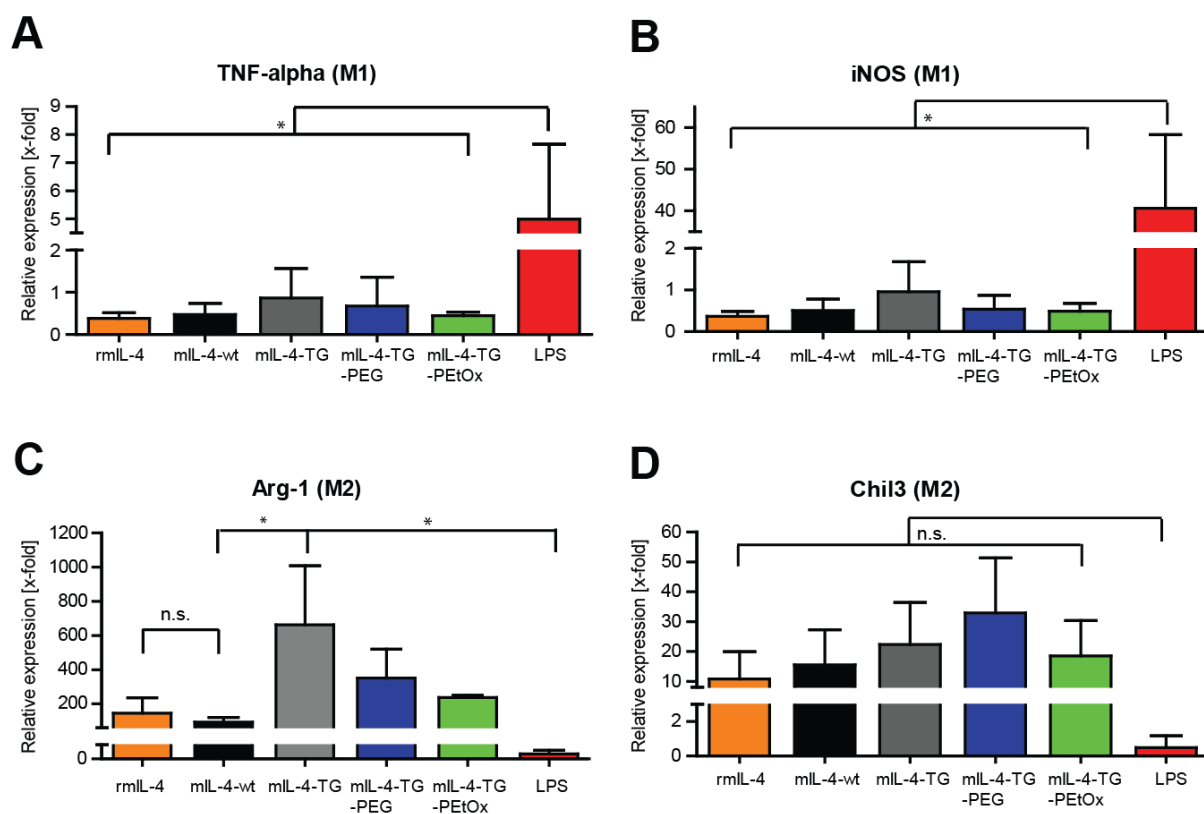 A
TNF-alpha (M1)
Relative expression [x-fold]
9
8
7
6
5
2
1
0
*
rmIL-4
mIL-4-wt
mIL-4-TG
mIL-4-TG
-PEG
mIL-4-TG
-PEtOx
LPS
B
iNOS (M1)
Relative expression [x-fold]
60
50
40
2
1
0
*
rmIL-4
mIL-4-wt
mIL-4-TG
mIL-4-TG
-PEG
mIL-4-TG
-PEtOx
LPS
C
Arg-1 (M2)
Relative expression [x-fold]
1200
1000
800
600
400
200
0
n.s.
*
*
rmIL-4
mIL-4-wt
mIL-4-TG
mIL-4-TG
-PEG
mIL-4-TG
-PEtOx
LPS
D
Chil3 (M2)
Relative expression [x-fold]
60
50
40
30
20
10
2
0
n.s.
rmIL-4
mIL-4-wt
mIL-4-TG
mIL-4-TG
-PEG
mIL-4-TG
-PEtOx
LPS